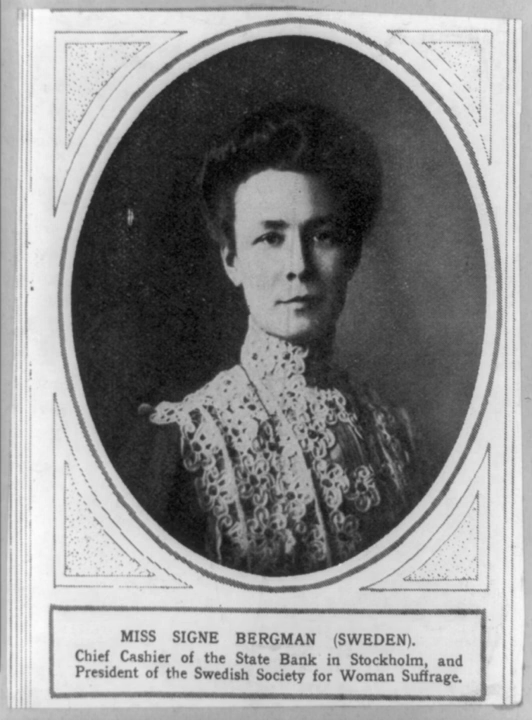 MISS SIGNE BERGMAN (SWEDEN).
Chief Cashier of the State Bank in Stockholm, and
President of the Swedish Society for Woman Suffrage.